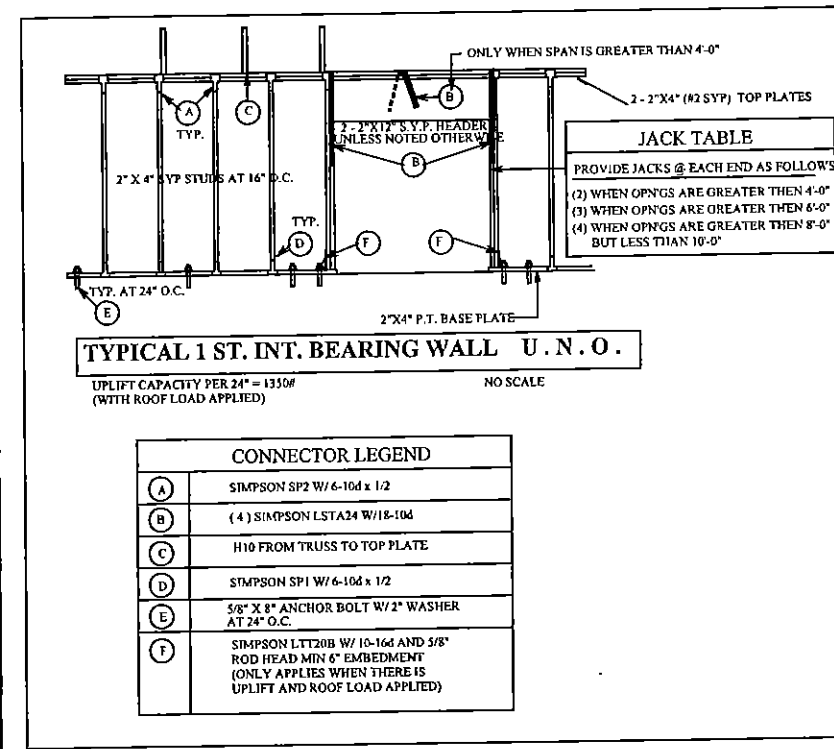 ONLY WHEN SPAN IS GREATER THAN 4'-0"
B
2 - 2"X4" (#2 SYP) TOP PLATES
A
TYP.
C
2 - 2"X12" S.Y.P. HEADER
UNLESS NOTED OTHERWISE
B
2" X 4" SYP STUDS AT 16" O.C.
JACK TABLE
PROVIDE JACKS @ EACH END AS FOLLOWS
(2) WHEN OPN'GS ARE GREATER THEN 4'-0"
(3) WHEN OPN'GS ARE GREATER THEN 6'-0"
(4) WHEN OPN'GS ARE GREATER THEN 8'-0"
BUT LESS THAN 10'-0"
TYP.
D
F
F
TYP. AT 24" O.C.
E
2"X4" P.T. BASE PLATE
TYPICAL 1 ST. INT. BEARING WALL U.N.O.
UPLIFT CAPACITY PER 24" = 1350#
(WITH ROOF LOAD APPLIED)
NO SCALE
CONNECTOR LEGEND
A SIMPSON SP2 W/ 6-10d x 1/2
B ( 4 ) SIMPSON LSTA24 W/18-10d
C H10 FROM TRUSS TO TOP PLATE
D SIMPSON SP1 W/ 6-10d x 1/2
E 5/8" X 8" ANCHOR BOLT W/ 2" WASHER
AT 24" O.C.
F SIMPSON LTT20B W/ 10-16d AND 5/8"
ROD HEAD MIN 6" EMBEDMENT
(ONLY APPLIES WHEN THERE IS
UPLIFT AND ROOF LOAD APPLIED)